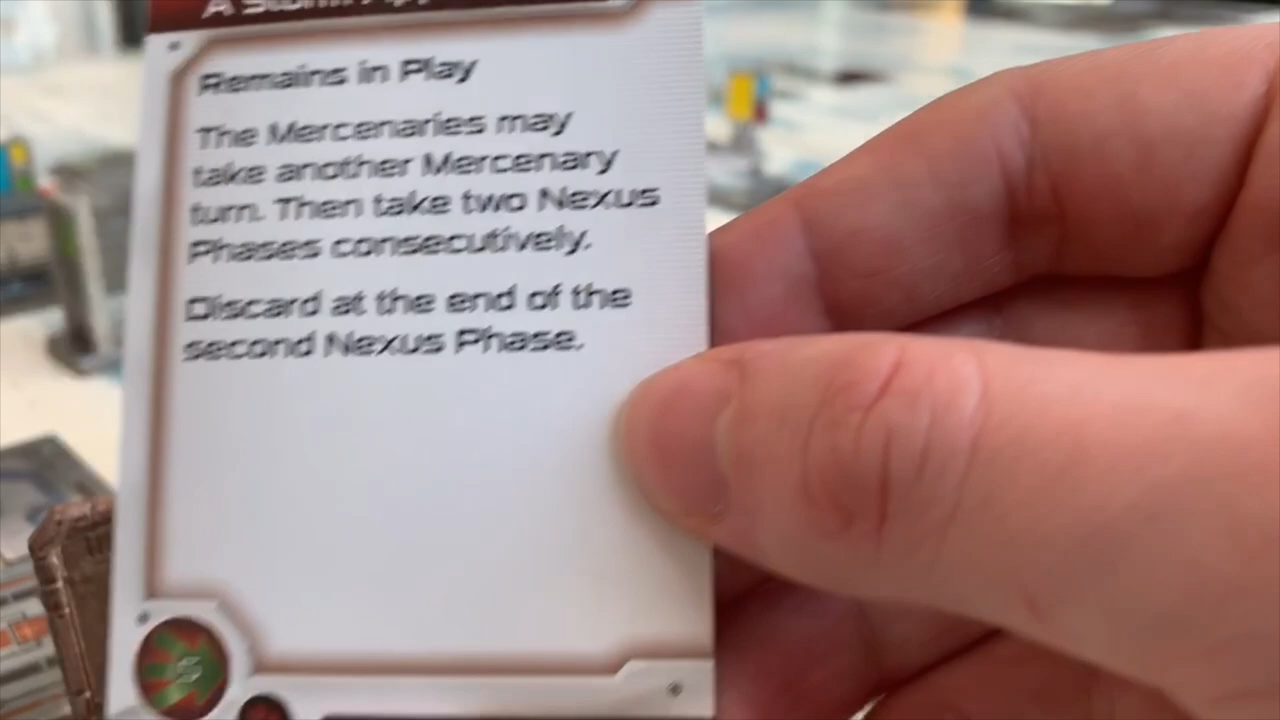 A Storm
Remains in Play
The Mercenaries may
take another Mercenary
turn. Then take two Nexus
Phases consecutively.
Discard at the end of the
second Nexus Phase.
S